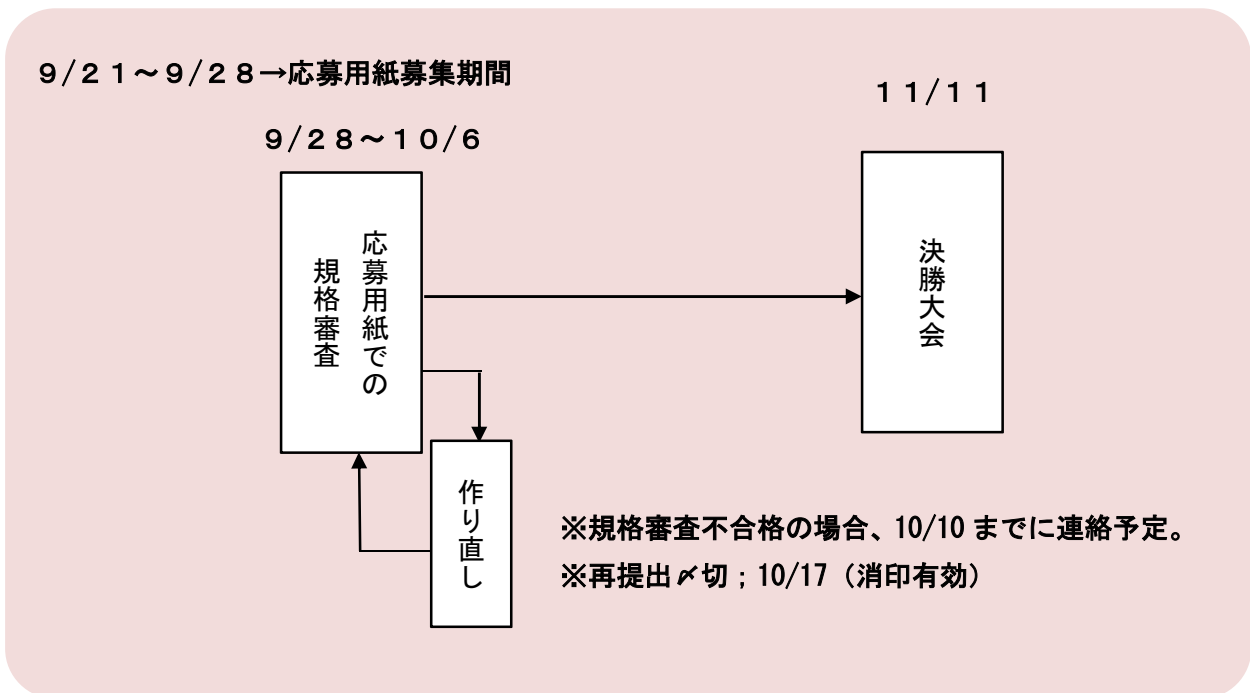 ９/２１～９/２８→応募用紙募集期間
１１/１１
９/２８～１０/６
応募用紙での
規格審査
決勝大会
作り直し
※規格審査不合格の場合、10/10 までに連絡予定。
※再提出〆切；10/17（消印有効）